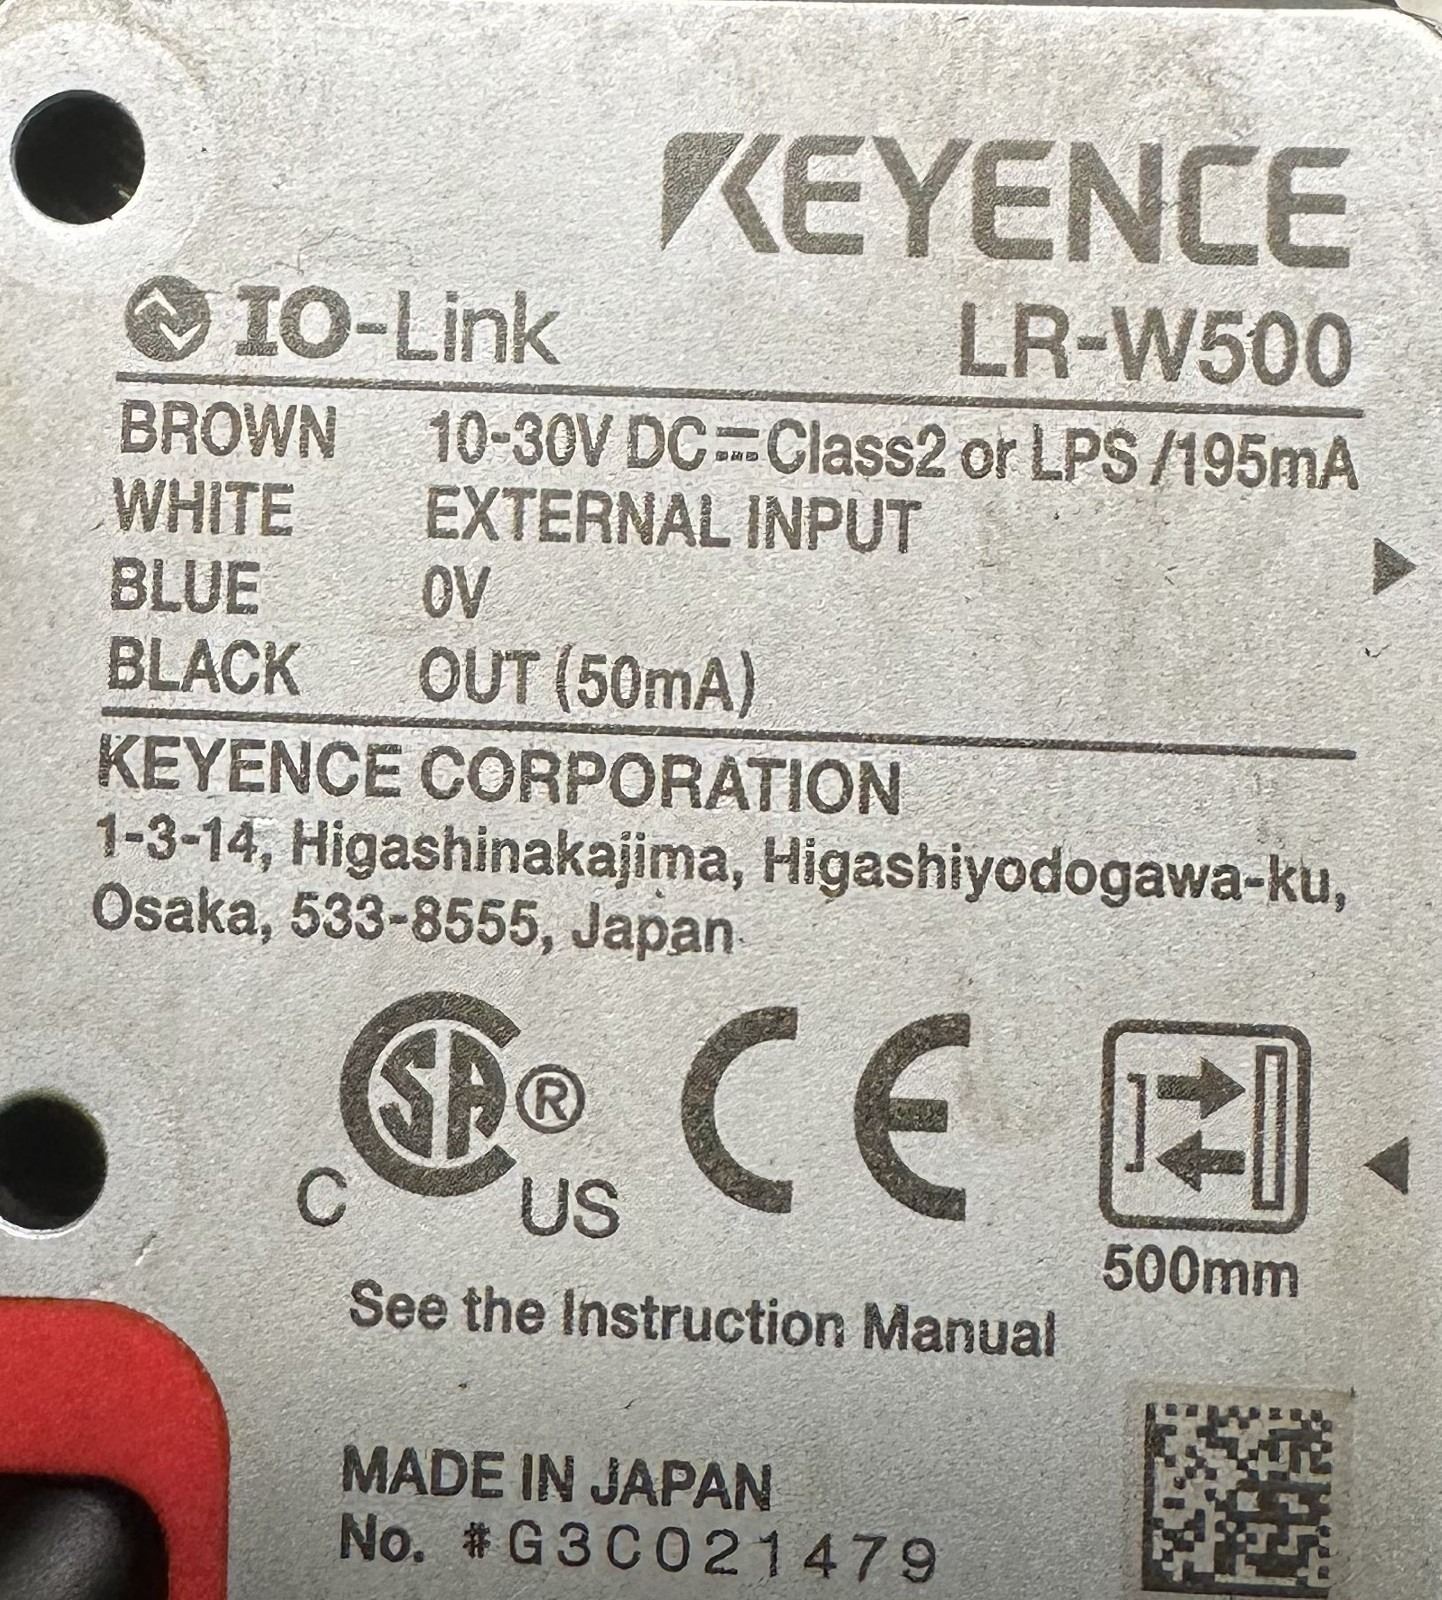 KEYENCE
IO-Link
LR-W500
BROWN 10-30V DC⎓Class2 or LPS /195mA
WHITE EXTERNAL INPUT
BLUE 0V
BLACK OUT (50mA)
KEYENCE CORPORATION
1-3-14, Higashinakajima, Higashiyodogawa-ku,
Osaka, 533-8555, Japan
C SA ®
C US
CE
500mm
See the Instruction Manual
MADE IN JAPAN
No. #G3C021479